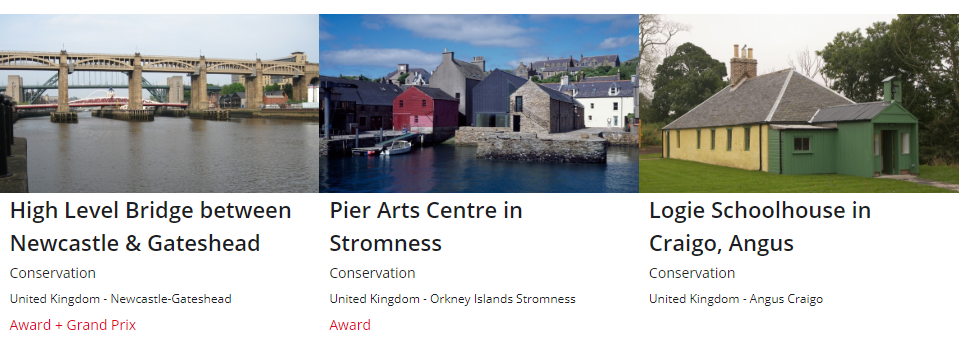 High Level Bridge between
Newcastle & Gateshead
Conservation
United Kingdom - Newcastle-Gateshead
Award + Grand Prix
Pier Arts Centre in
Stromness
Conservation
United Kingdom - Orkney Islands Stromness
Award
Logie Schoolhouse in
Craigo, Angus
Conservation
United Kingdom - Angus Craigo